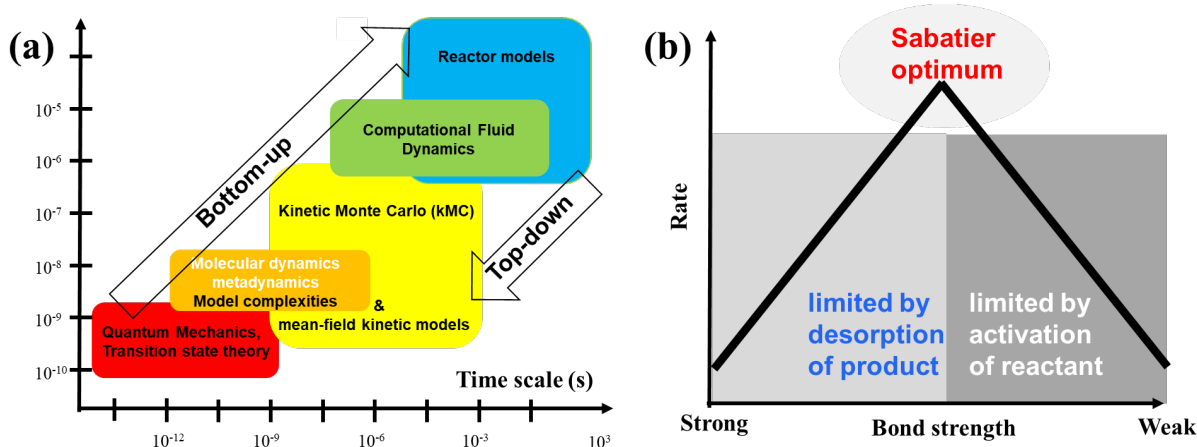 (a)
Reactor models
10-5
Computational Fluid
Dynamics
10-6
Bottom-up
10-7
Kinetic Monte Carlo (kMC)
Top-down
10-8
Molecular dynamics
metadynamics
Model complexities
&
mean-field kinetic models
10-9
Quantum Mechanics,
Transition state theory
10-10
Time scale (s)
10-12
10-9
10-6
10-3
103
(b)
Sabatier
optimum
Rate
limited by
desorption
of product
limited by
activation
of reactant
Strong
Bond strength
Weak